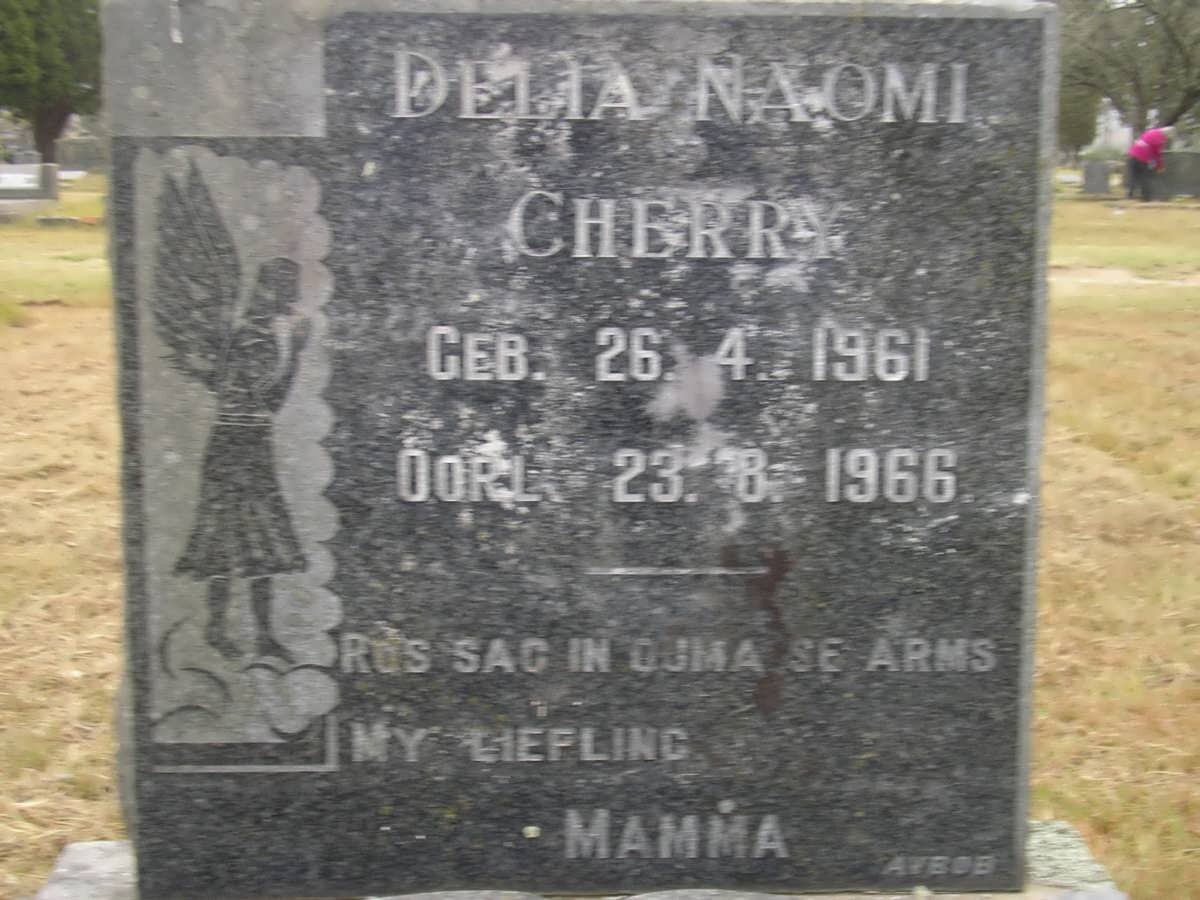 DELIA NAOMI
CHERRY
GEB. 26. 4. 1961
OORL. 23. 8. 1966
RUS SAG IN OUMA SE ARMS
MY LIEFLING
MAMMA
AVBOB